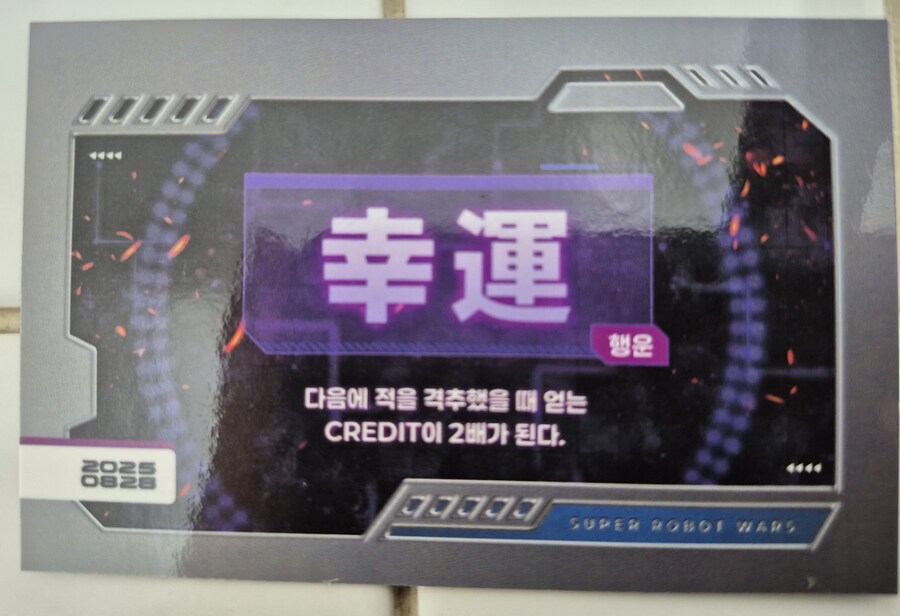 幸運
행운
다음에 적을 격추했을 때 얻는
CREDIT이 2배가 된다.
2025
0828
SUPER ROBOT WARS